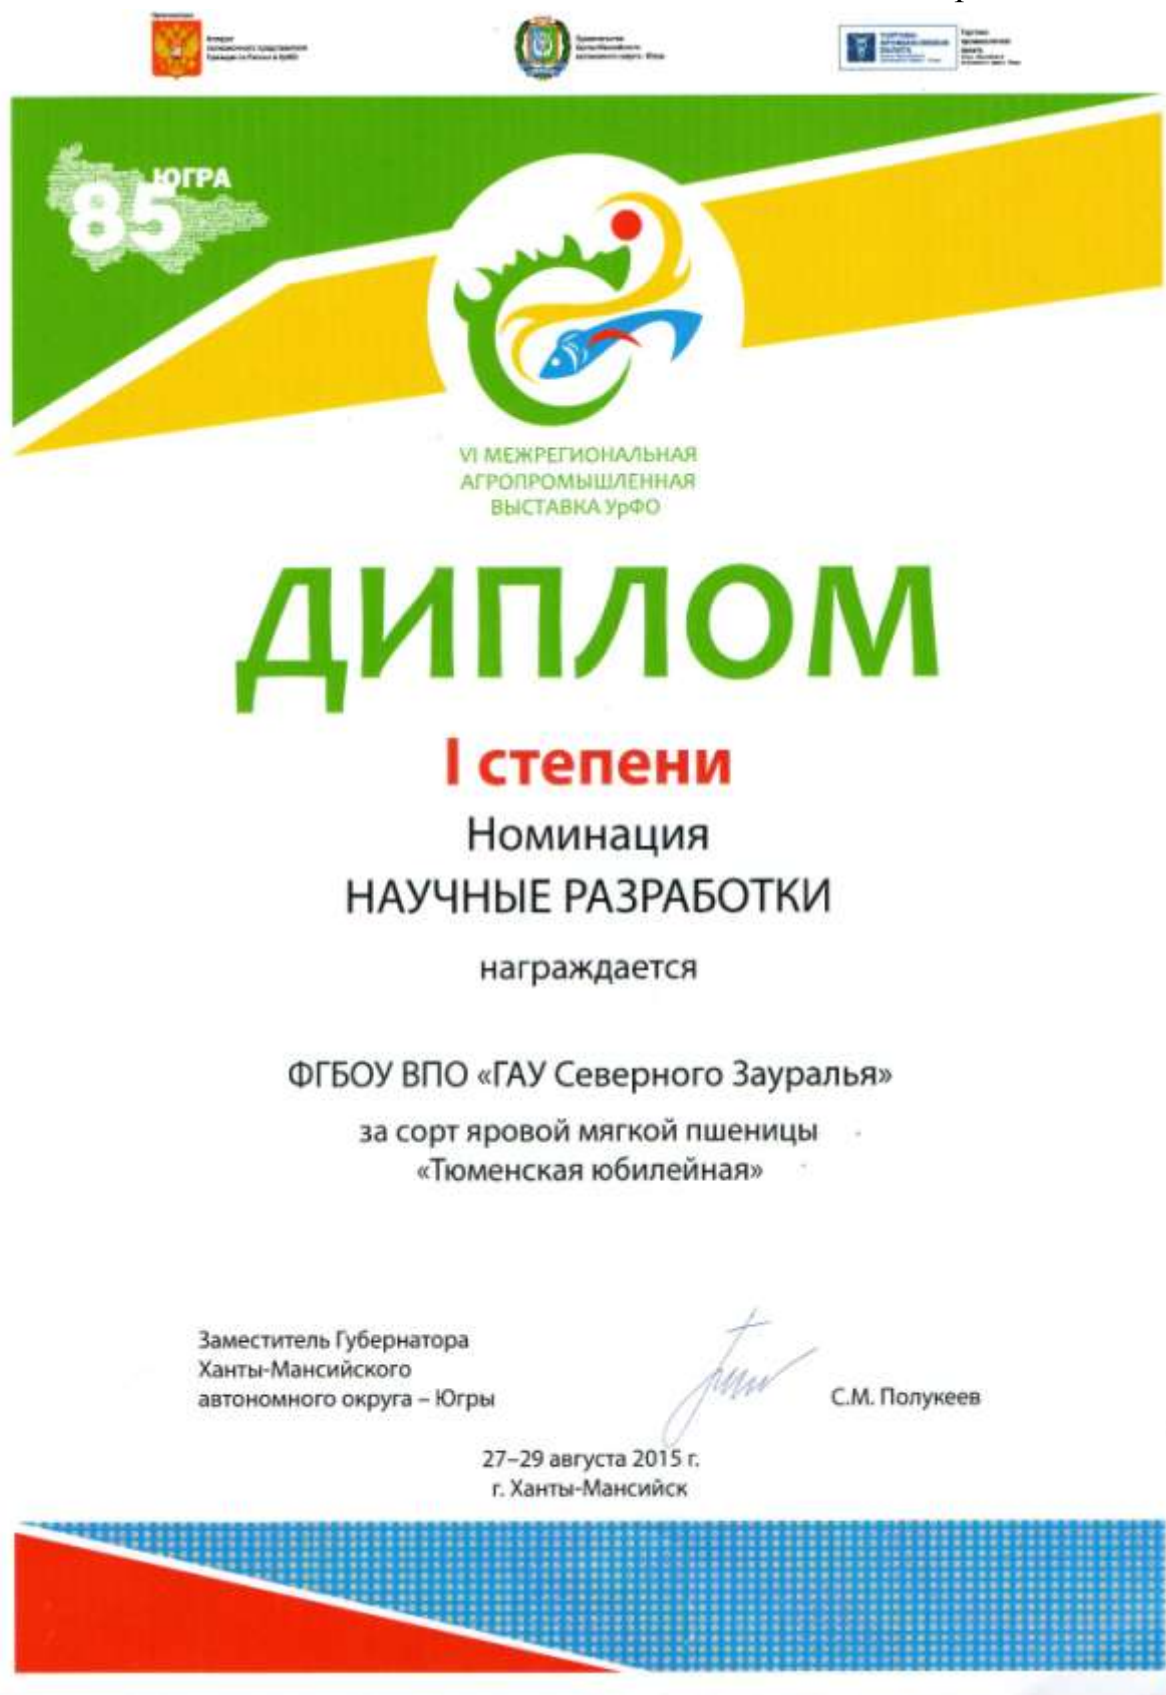 ЮГРА
85
VI МЕЖРЕГИОНАЛЬНАЯ
АГРОПРОМЫШЛЕННАЯ
ВЫСТАВКА УрФО
ДИПЛОМ
I степени
Номинация
НАУЧНЫЕ РАЗРАБОТКИ
награждается
ФГБОУ ВПО «ГАУ Северного Зауралья»
за сорт яровой мягкой пшеницы
«Тюменская юбилейная»
Заместитель Губернатора
Ханты-Мансийского
автономного округа – Югры
С.М. Полукеев
27–29 августа 2015 г.
г. Ханты-Мансийск